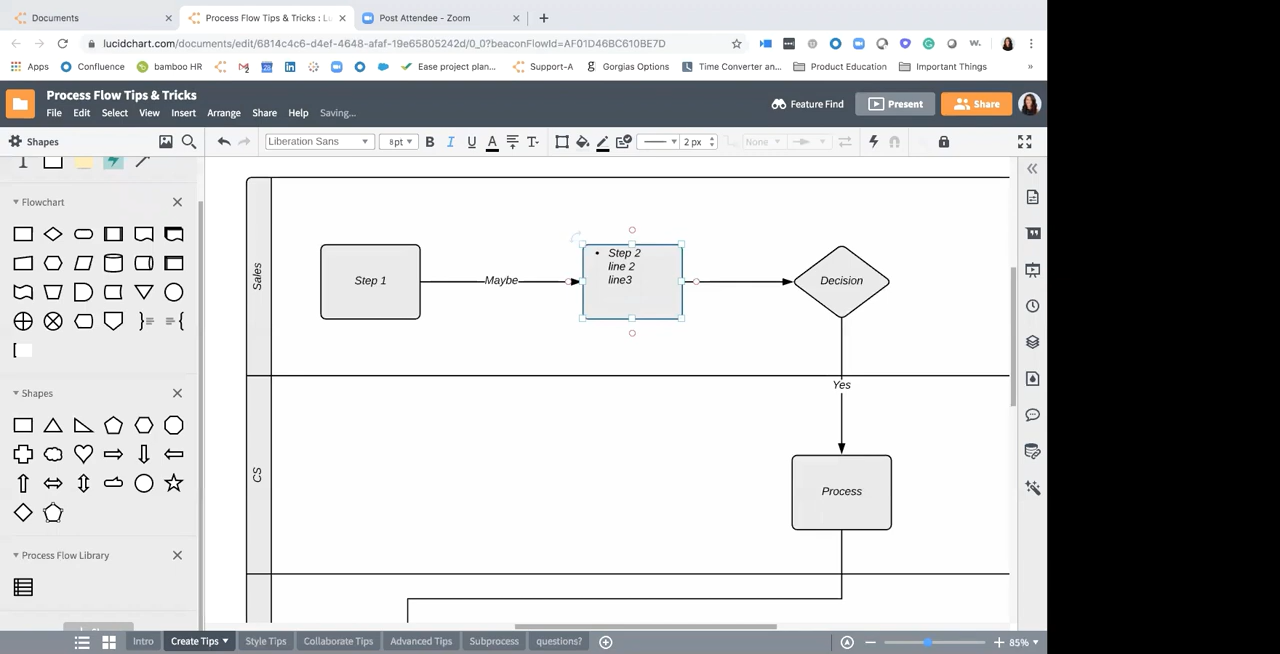 Documents
Process Flow Tips & Tricks : Lu
Post Attendee - Zoom
lucidchart.com/documents/edit/6814c4c6-d4ef-4648-afaf-19e65805242d/0_0?beaconFlowId=AF01D46BC610BE7D
Apps
Confluence
bamboo HR
Ease project plan...
Support-A
Gorgias Options
Time Converter an...
Product Education
Important Things
Process Flow Tips & Tricks
File Edit Select View Insert Arrange Share Help Saving...
Feature Find
Present
Share
Shapes
Liberation Sans
8pt
B I U A T
2 px
None
Flowchart
Sales
Step 1
Maybe
• Step 2
line 2
line3
Decision
Yes
Shapes
CS
Process
Process Flow Library
Intro
Create Tips
Style Tips
Collaborate Tips
Advanced Tips
Subprocess
questions?
85%